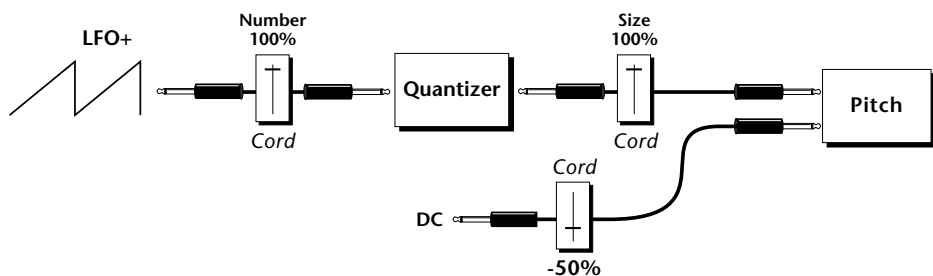 LFO+
Number
100%
Cord
Quantizer
Size
100%
Cord
Pitch
DC
Cord
-50%